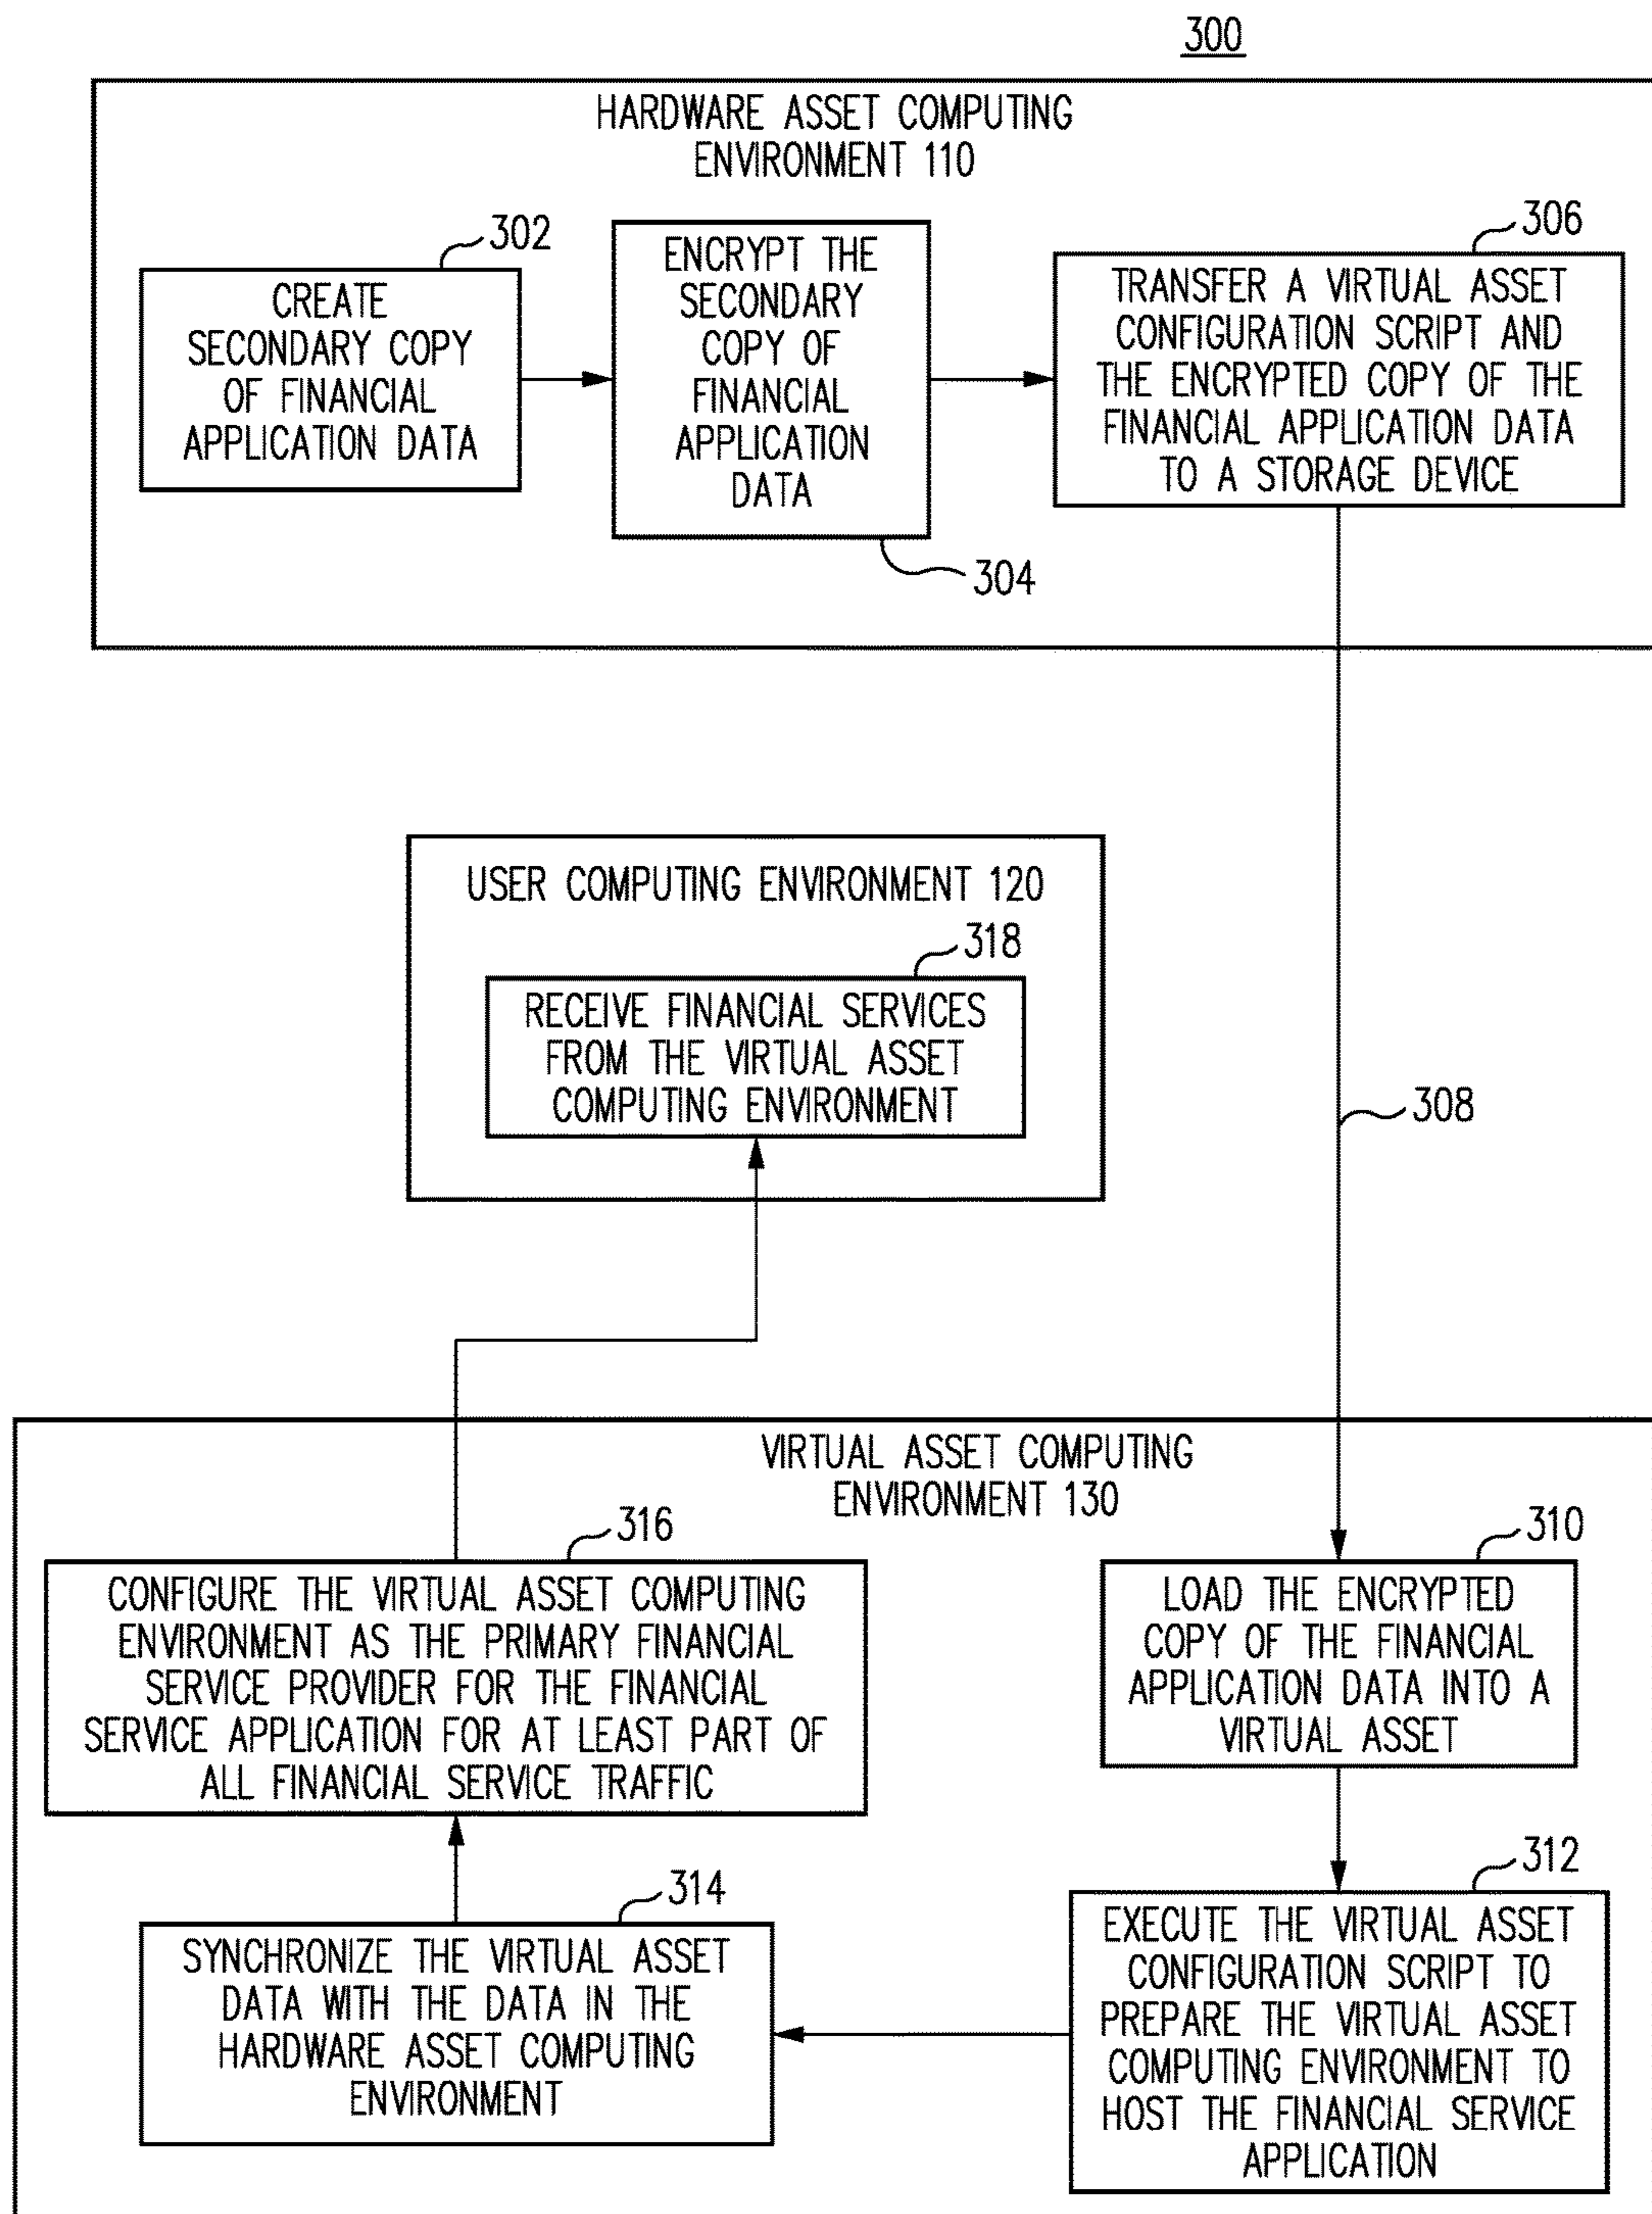 300
HARDWARE ASSET COMPUTING
ENVIRONMENT 110
302
CREATE
SECONDARY COPY
OF FINANCIAL
APPLICATION DATA
ENCRYPT THE
SECONDARY
COPY OF
FINANCIAL
APPLICATION
DATA
304
306
TRANSFER A VIRTUAL ASSET
CONFIGURATION SCRIPT AND
THE ENCRYPTED COPY OF THE
FINANCIAL APPLICATION DATA
TO A STORAGE DEVICE
USER COMPUTING ENVIRONMENT 120
318
RECEIVE FINANCIAL SERVICES
FROM THE VIRTUAL ASSET
COMPUTING ENVIRONMENT
308
VIRTUAL ASSET COMPUTING
ENVIRONMENT 130
310
LOAD THE ENCRYPTED
COPY OF THE FINANCIAL
APPLICATION DATA INTO A
VIRTUAL ASSET
312
EXECUTE THE VIRTUAL ASSET
CONFIGURATION SCRIPT TO
PREPARE THE VIRTUAL ASSET
COMPUTING ENVIRONMENT TO
HOST THE FINANCIAL SERVICE
APPLICATION
314
SYNCHRONIZE THE VIRTUAL ASSET
DATA WITH THE DATA IN THE
HARDWARE ASSET COMPUTING
ENVIRONMENT
316
CONFIGURE THE VIRTUAL ASSET COMPUTING
ENVIRONMENT AS THE PRIMARY FINANCIAL
SERVICE PROVIDER FOR THE FINANCIAL
SERVICE APPLICATION FOR AT LEAST PART OF
ALL FINANCIAL SERVICE TRAFFIC